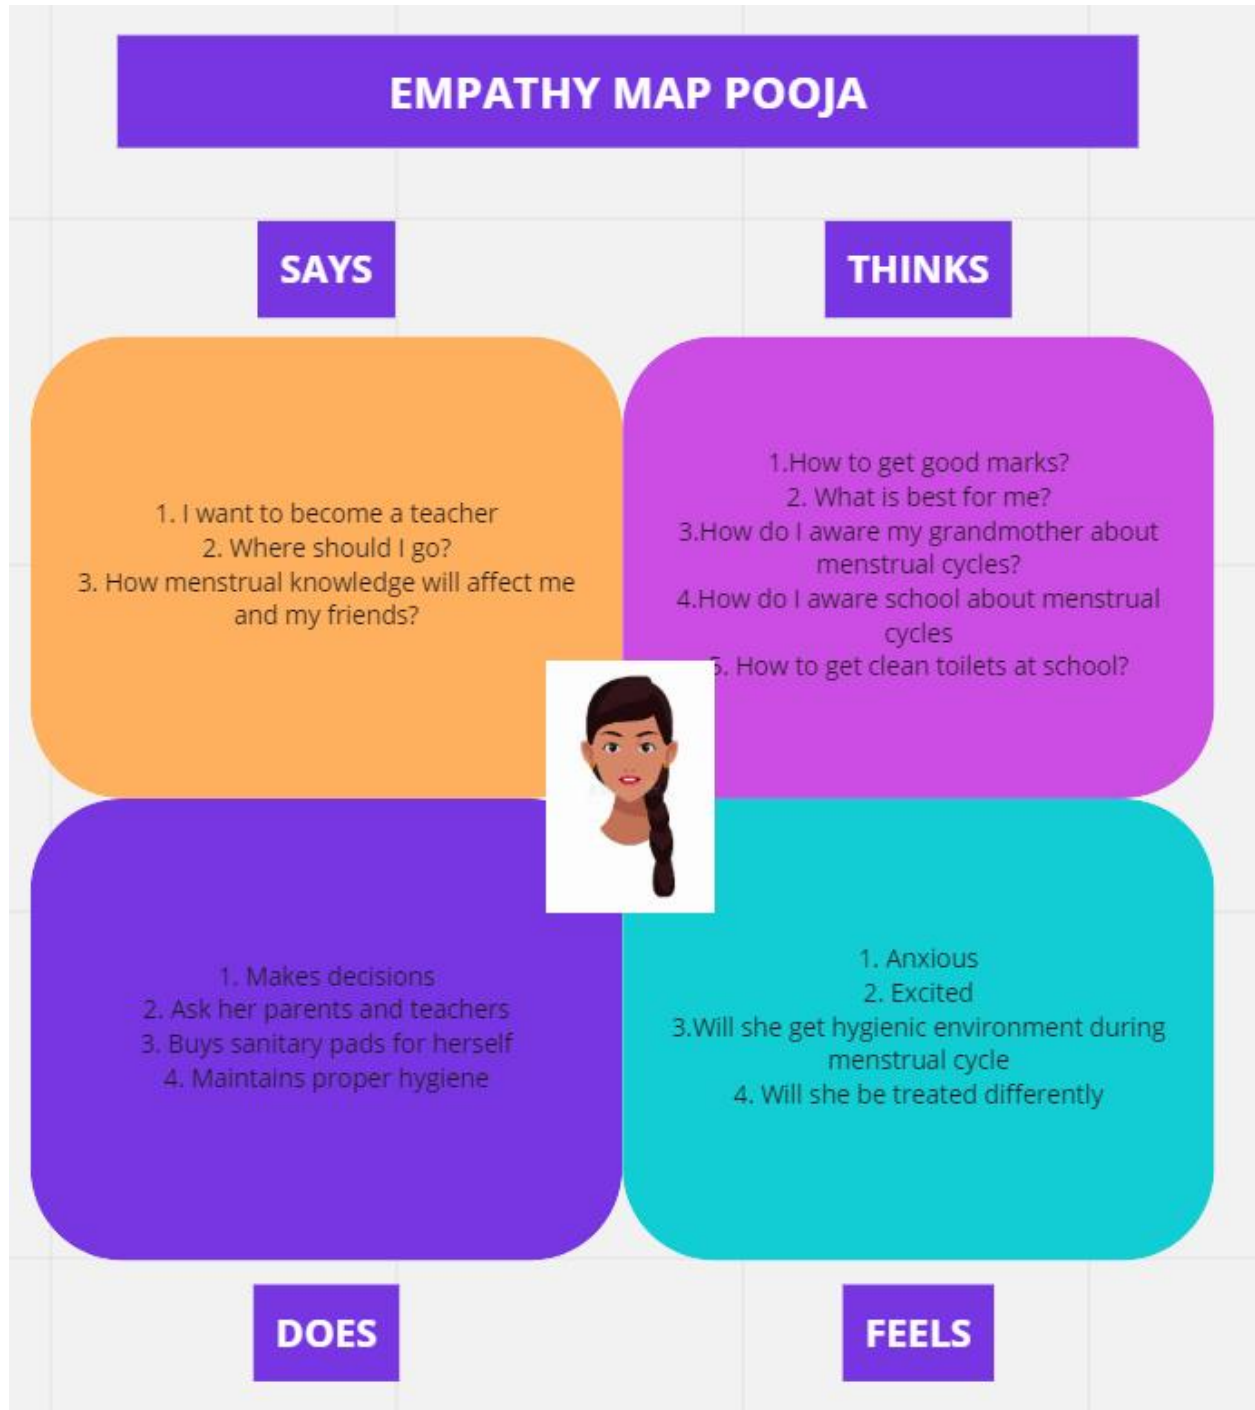 EMPATHY MAP POOJA
SAYS
THINKS
1. I want to become a teacher
2. Where should I go?
3. How menstrual knowledge will affect me
and my friends?
1.How to get good marks?
2. What is best for me?
3.How do I aware my grandmother about
menstrual cycles?
4.How do I aware school about menstrual
cycles
5. How to get clean toilets at school?
1. Makes decisions
2. Ask her parents and teachers
3. Buys sanitary pads for herself
4. Maintains proper hygiene
1. Anxious
2. Excited
3.Will she get hygienic environment during
menstrual cycle
4. Will she be treated differently
DOES
FEELS